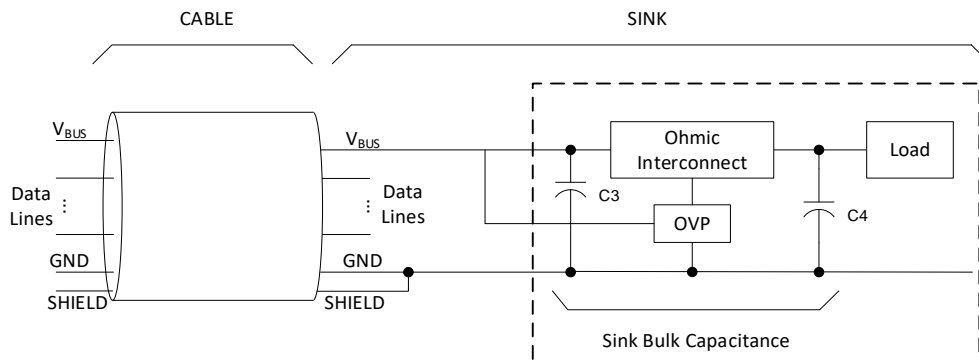 CABLE
SINK
VBUS
VBUS
Ohmic
Interconnect
Load
Data
Lines
...
Data
Lines
...
C3
OVP
C4
GND
GND
SHIELD
SHIELD
Sink Bulk Capacitance